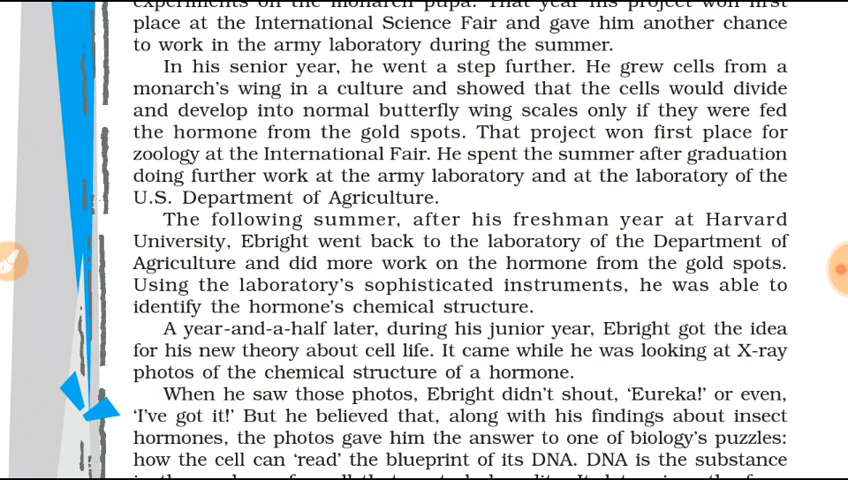 experiments on the monarch pupa. That year his project won first
place at the International Science Fair and gave him another chance
to work in the army laboratory during the summer.
In his senior year, he went a step further. He grew cells from a
monarch's wing in a culture and showed that the cells would divide
and develop into normal butterfly wing scales only if they were fed
the hormone from the gold spots. That project won first place for
zoology at the International Fair. He spent the summer after graduation
doing further work at the army laboratory and at the laboratory of the
U.S. Department of Agriculture.
The following summer, after his freshman year at Harvard
University, Ebright went back to the laboratory of the Department of
Agriculture and did more work on the hormone from the gold spots.
Using the laboratory's sophisticated instruments, he was able to
identify the hormone's chemical structure.
A year-and-a-half later, during his junior year, Ebright got the idea
for his new theory about cell life. It came while he was looking at X-ray
photos of the chemical structure of a hormone.
When he saw those photos, Ebright didn't shout, ‘Eureka!’ or even,
‘I've got it!’ But he believed that, along with his findings about insect
hormones, the photos gave him the answer to one of biology's puzzles:
how the cell can ‘read’ the blueprint of its DNA. DNA is the substance